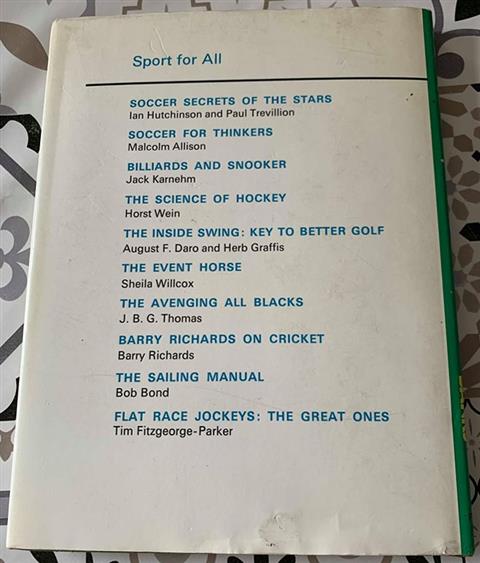 Sport for All
SOCCER SECRETS OF THE STARS
Ian Hutchinson and Paul Trevillion
SOCCER FOR THINKERS
Malcolm Allison
BILLIARDS AND SNOOKER
Jack Karnehm
THE SCIENCE OF HOCKEY
Horst Wein
THE INSIDE SWING: KEY TO BETTER GOLF
August F. Daro and Herb Graffis
THE EVENT HORSE
Sheila Willcox
THE AVENGING ALL BLACKS
J. B. G. Thomas
BARRY RICHARDS ON CRICKET
Barry Richards
THE SAILING MANUAL
Bob Bond
FLAT RACE JOCKEYS: THE GREAT ONES
Tim Fitzgeorge-Parker